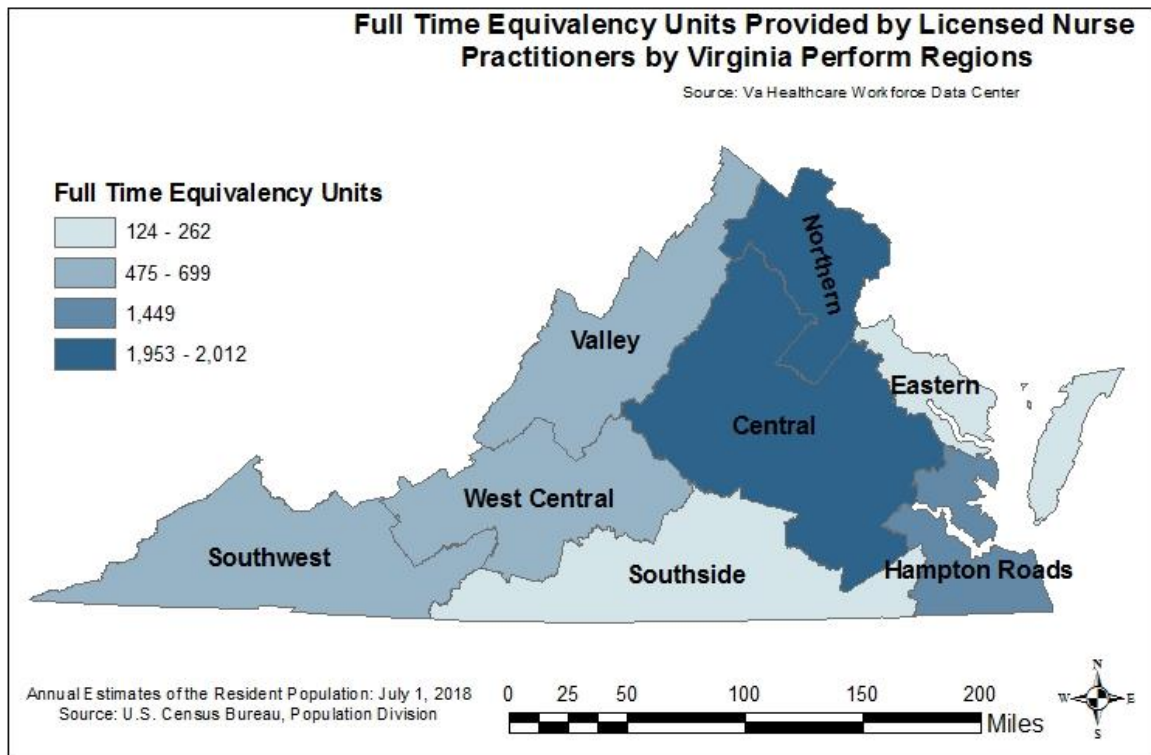 Full Time Equivalency Units Provided by Licensed Nurse
Practitioners by Virginia Perform Regions
Source: Va Healthcare Workforce Data Center
Full Time Equivalency Units
124 - 262
475 - 699
1,449
1,953 - 2,012
Northern
Valley
Eastern
Central
West Central
Southwest
Southside
Hampton Roads
Annual Estimates of the Resident Population: July 1, 2018
Source: U.S. Census Bureau, Population Division
0 25 50 100 150 200
Miles
N
W E
S